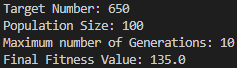 Target Number: 650
Population Size: 100
Maximum number of Generations: 10
Final Fitness Value: 135.0